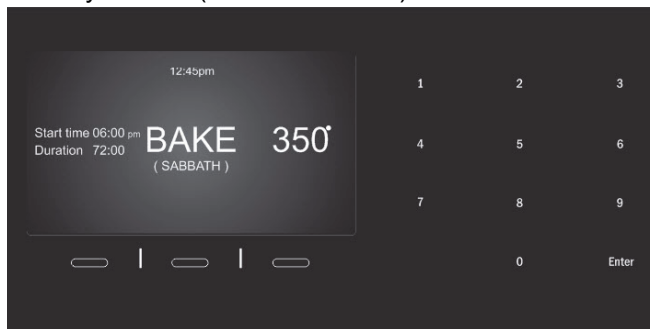 12:45pm
Start time 06:00 pm
Duration 72:00
BAKE 350°
( SABBATH )
1 2 3
4 5 6
7 8 9
0 Enter